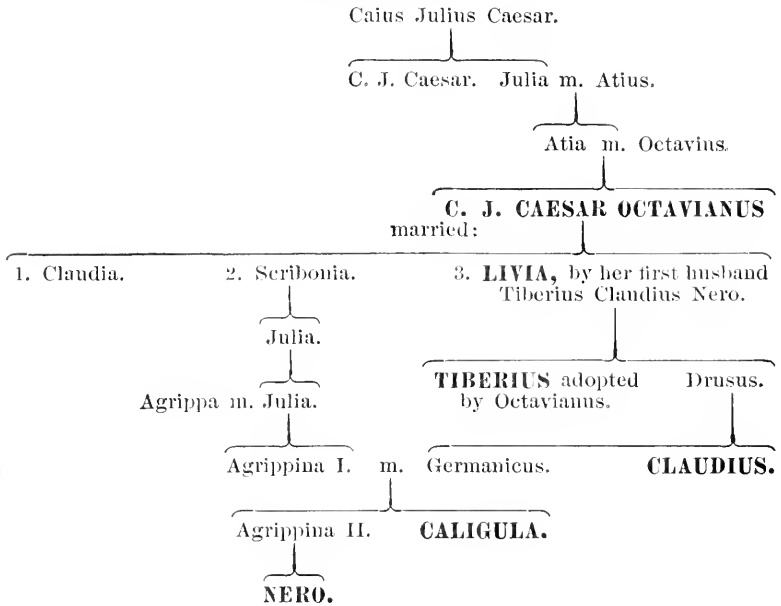 Caius Julius Caesar.
C. J. Caesar. Julia m. Atius.
Atia m. Octavius.
C. J. CAESAR OCTAVIANUS
married:
1. Claudia. 2. Scribonia. 3. LIVIA, by her first husband
Tiberius Claudius Nero.
Julia.
TIBERIUS adopted Drusus.
by Octavianus.
Agrippa m. Julia.
Agrippina I. m. Germanicus. CLAUDIUS.
Agrippina II. CALIGULA.
NERO.